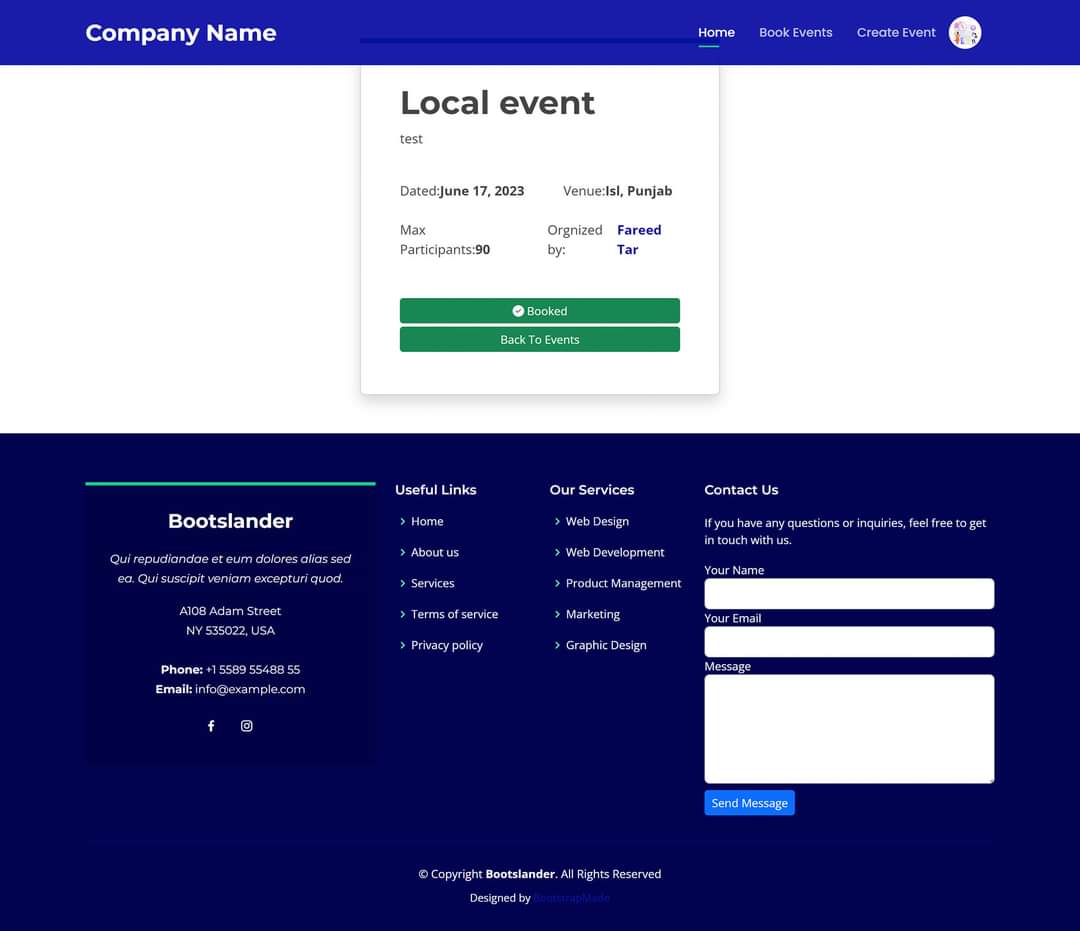 Company Name
Home Book Events Create Event
Local event
test
Dated:June 17, 2023 Venue:Isl, Punjab
Max Participants:90
Orgnized by:
Fareed Tar
Booked
Back To Events
Bootslander
Qui repudiandae et eum dolores alias sed
ea. Qui suscipit veniam excepturi quod.
A108 Adam Street
NY 535022, USA
Phone: +1 5589 55488 55
Email: info@example.com
Useful Links
Home
About us
Services
Terms of service
Privacy policy
Our Services
Web Design
Web Development
Product Management
Marketing
Graphic Design
Contact Us
If you have any questions or inquiries, feel free to get
in touch with us.
Your Name
Your Email
Message
Send Message
© Copyright Bootslander. All Rights Reserved
Designed by BootstrapMade